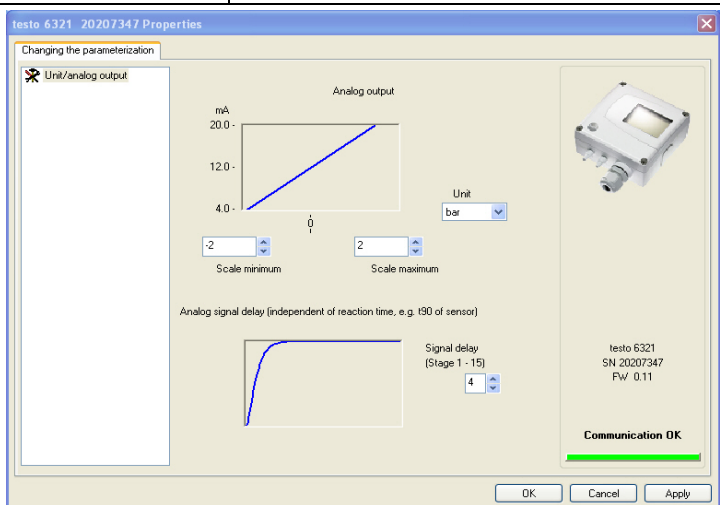 testo 6321 20207347 Properties
Changing the parameterization
Unit/analog output
Analog output
mA
20.0 -
12.0 -
4.0 -
0
Unit
bar
-2
2
Scale minimum
Scale maximum
Analog signal delay (independent of reaction time, e.g. t90 of sensor)
Signal delay
(Stage 1 - 15)
4
testo 6321
SN 20207347
FW 0.11
Communication OK
OK
Cancel
Apply